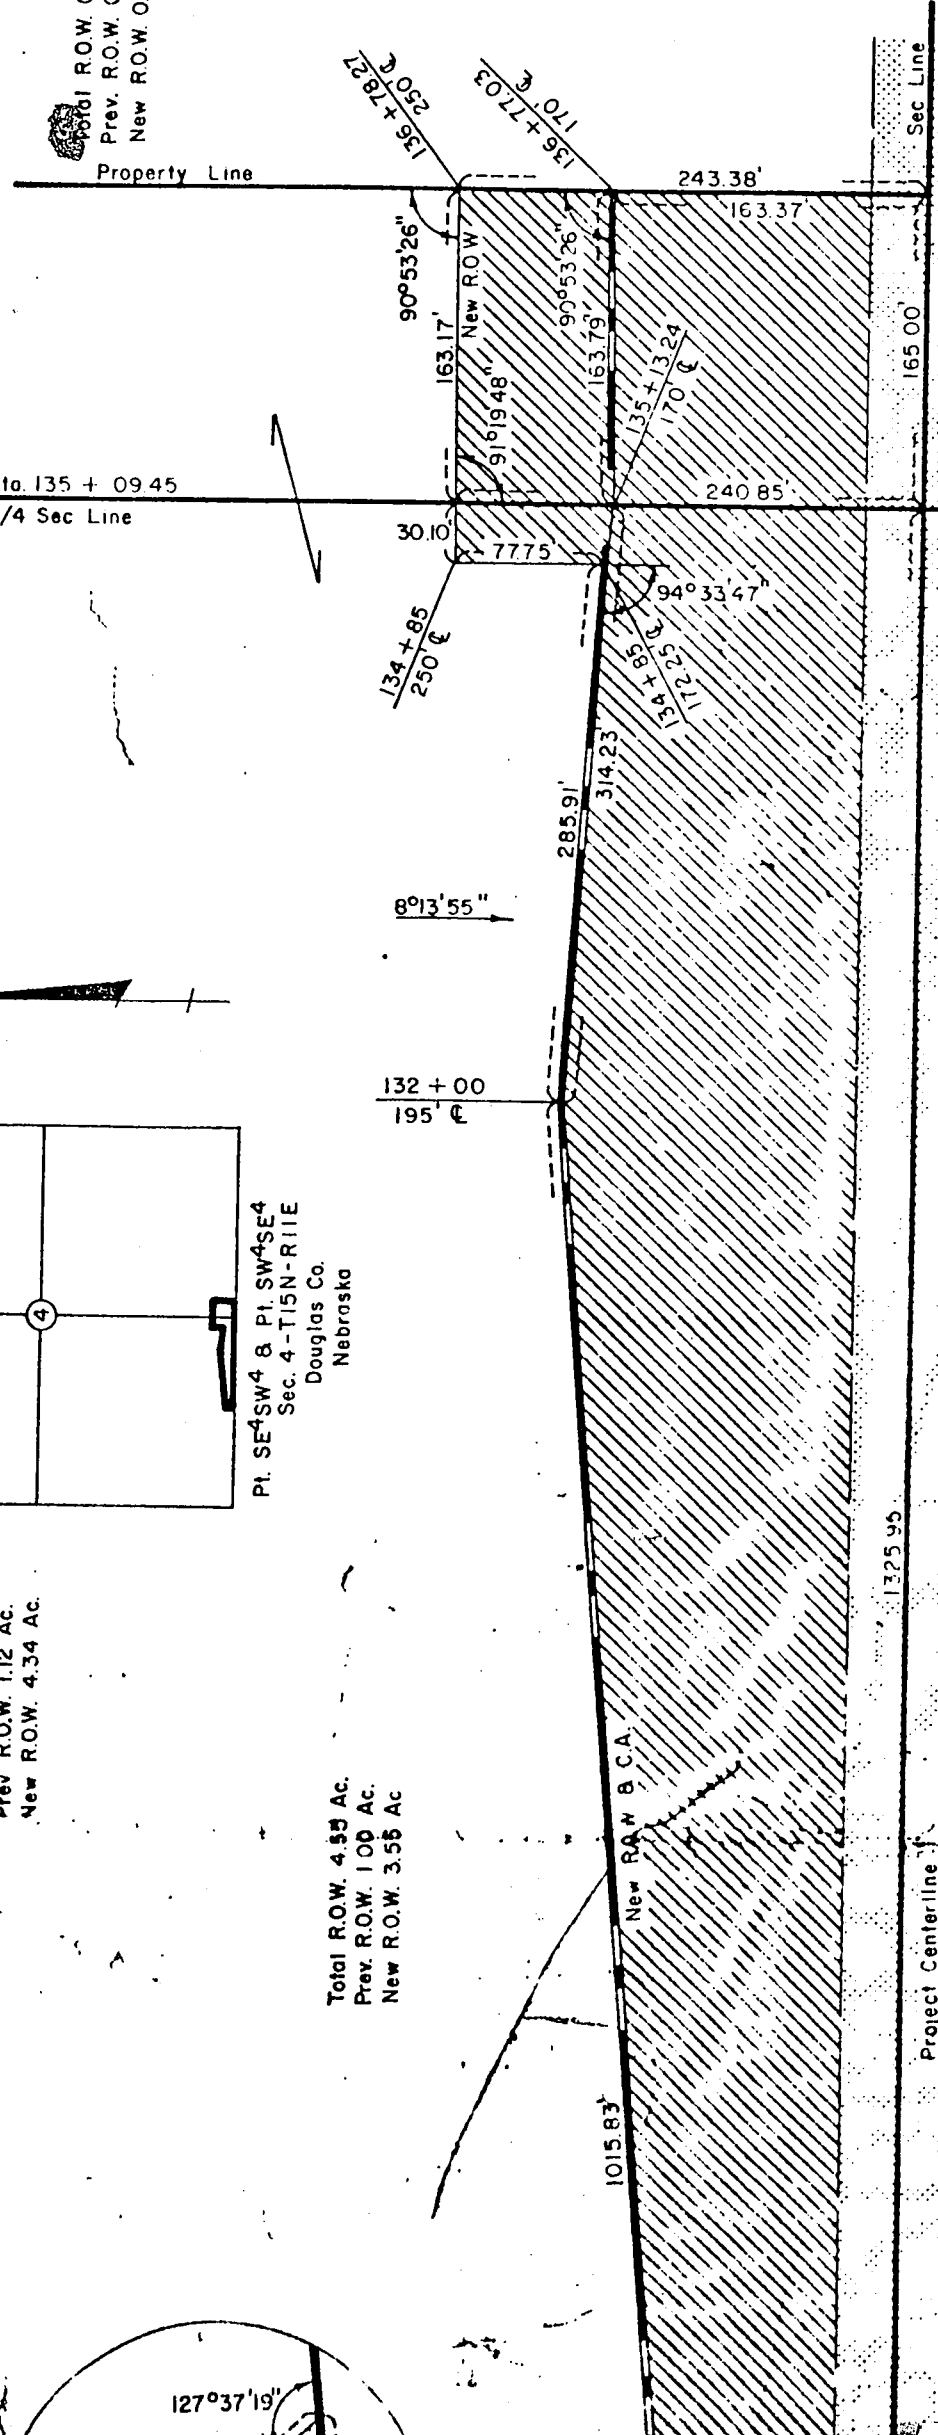 Total R.O.W.
Prev. R.O.W.
New R.O.W.
136 + 78.27
250' ℄
136 + 77.03
170' ℄
Sec Line
Property Line
243.38'
163.37'
90°53'26"
New R.O.W
90°53'26"
163.17'
163.79'
165.00'
91°19'48"
135 + 13.24
170' ℄
ta. 135 + 09.45
/4 Sec Line
240.85'
30.10'
77.75'
94°33'47"
134 + 85
250' ℄
134 + 85
172.25' ℄
285.91'
314.23'
8°13'55"
132 + 00
195' ℄
4
Pt. SE4SW4 & Pt. SW4SE4
Sec. 4-T15N-R11E
Douglas Co.
Nebraska
Prev R.O.W. 1.12 Ac.
New R.O.W. 4.34 Ac.
1325.95
Total R.O.W. 4.55 Ac.
Prev. R.O.W. 1.00 Ac.
New R.O.W. 3.55 Ac
New R.O.W & C.A.
Project Centerline
1015.83'
127°37'19"